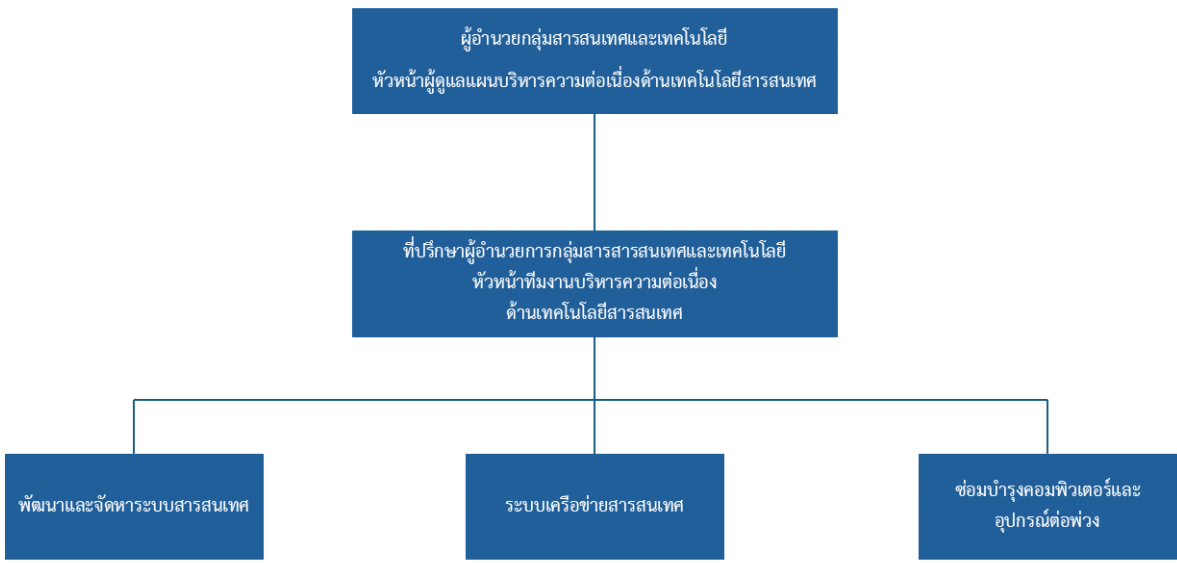 ผู้อำนวยกลุ่มสารสนเทศและเทคโนโลยี
หัวหน้าผู้ดูแลแผนบริหารความต่อเนื่องด้านเทคโนโลยีสารสนเทศ
ที่ปรึกษาผู้อำนวยการกลุ่มสารสารสนเทศและเทคโนโลยี
หัวหน้าทีมงานบริหารความต่อเนื่อง
ด้านเทคโนโลยีสารสนเทศ
พัฒนาและจัดหาระบบสารสนเทศ
ระบบเครือข่ายสารสนเทศ
ซ่อมบำรุงคอมพิวเตอร์และ
อุปกรณ์ต่อพ่วง